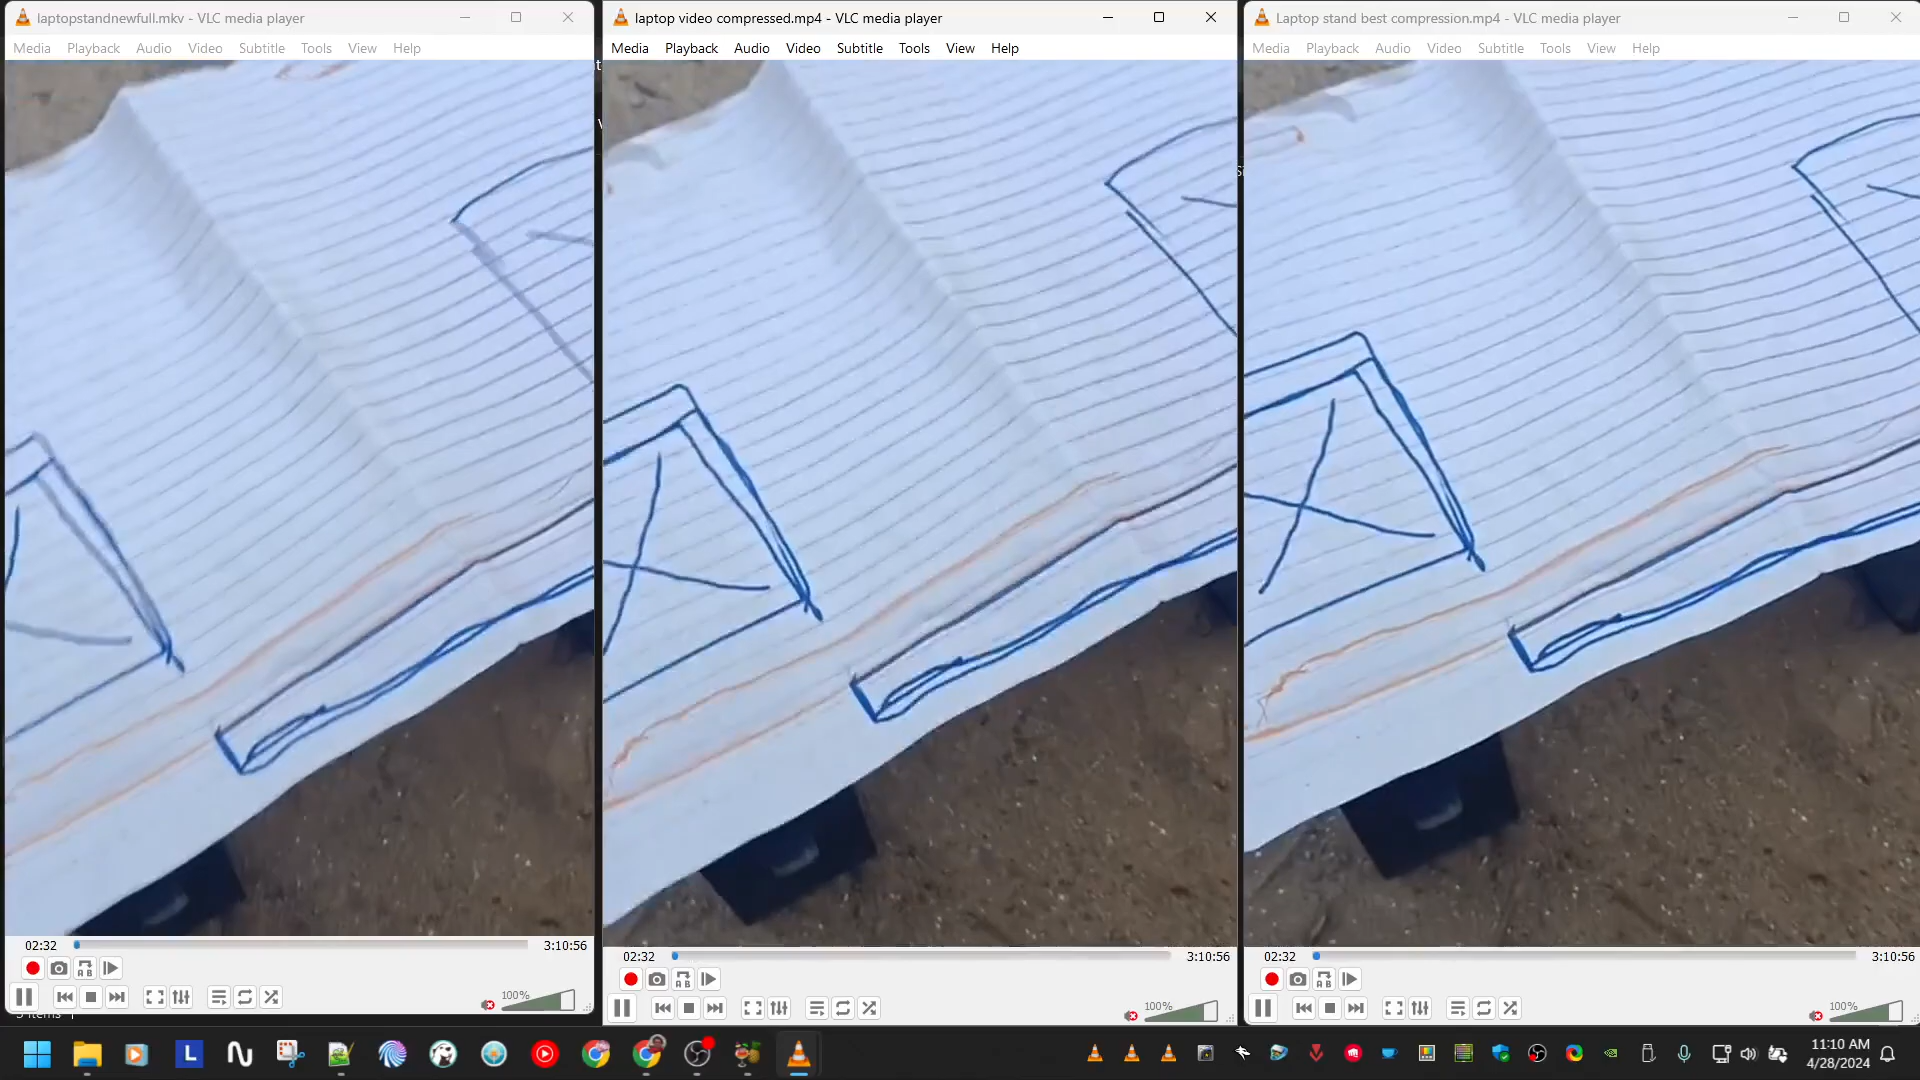 laptopstandnewfull.mkv - VLC media player
Media Playback Audio Video Subtitle Tools View Help
02:32
3:10:56
100%
laptop video compressed.mp4 - VLC media player
Media Playback Audio Video Subtitle Tools View Help
02:32
3:10:56
100%
Laptop stand best compression.mp4 - VLC media player
Media Playback Audio Video Subtitle Tools View Help
02:32
3:10:56
100%
11:10 AM
4/28/2024